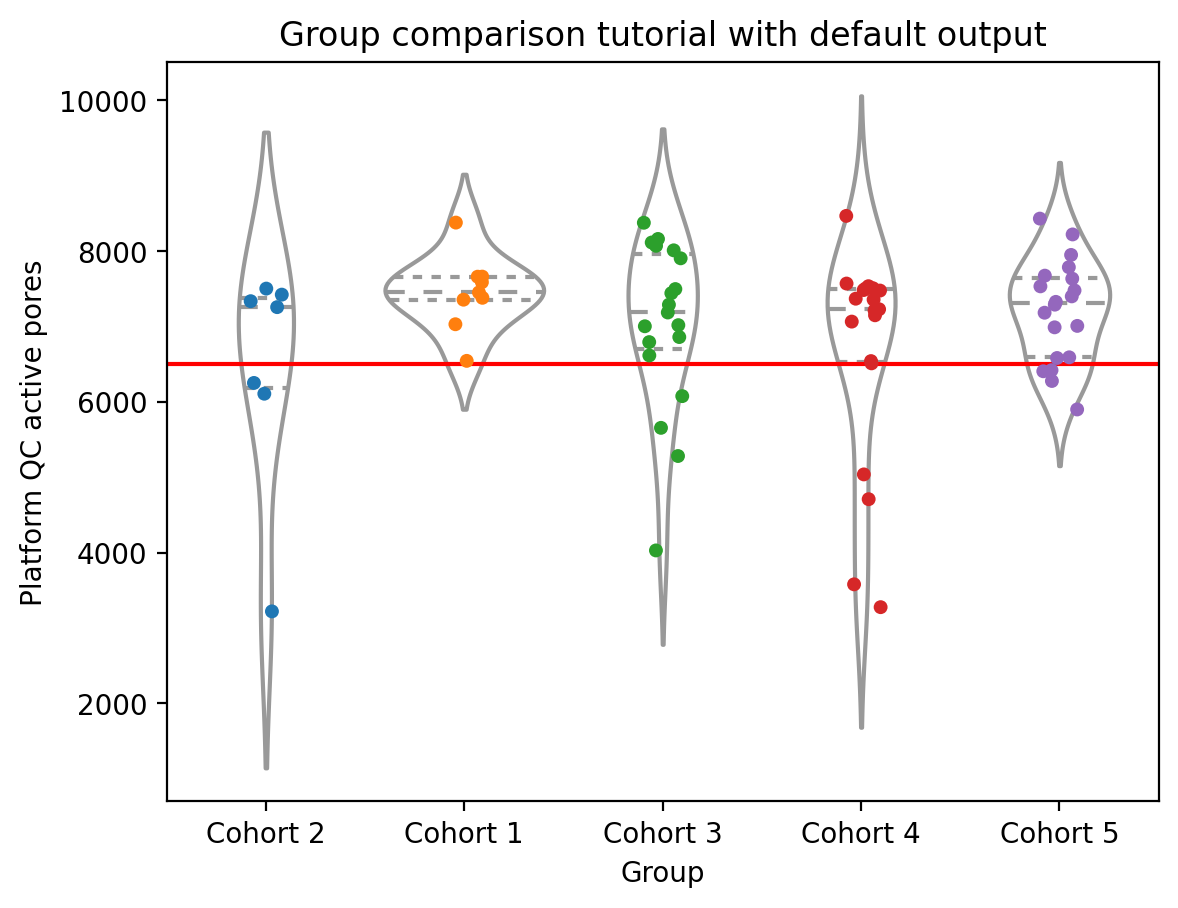 Group comparison tutorial with default output
Platform QC active pores
10000
8000
6000
4000
2000
Cohort 2
Cohort 1
Cohort 3
Cohort 4
Cohort 5
Group